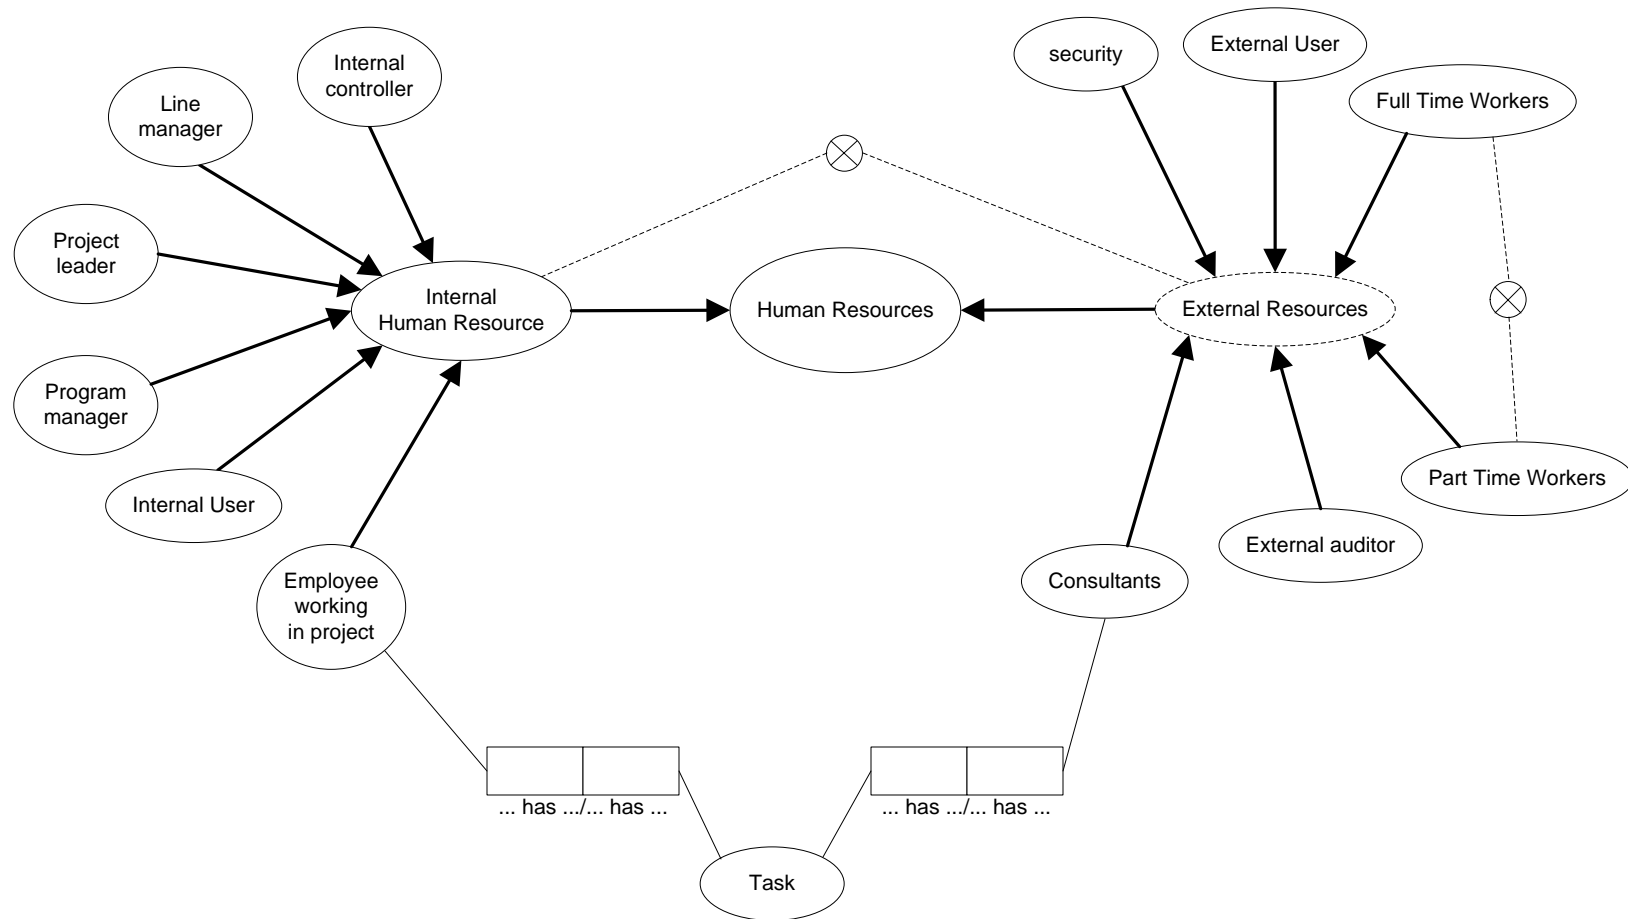 Internal
controller
Line
manager
Project
leader
Program
manager
Internal User
Employee
working
in project
Internal
Human Resource
Human Resources
security
External User
Full Time Workers
External Resources
Part Time Workers
External auditor
Consultants
... has .../... has ...
... has .../... has ...
Task